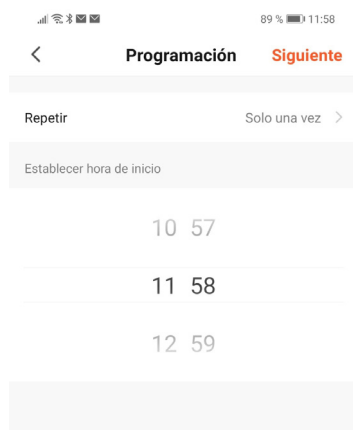 89 % 11:58
Programación Siguiente
Repetir Solo una vez
Establecer hora de inicio
10 57
11 58
12 59